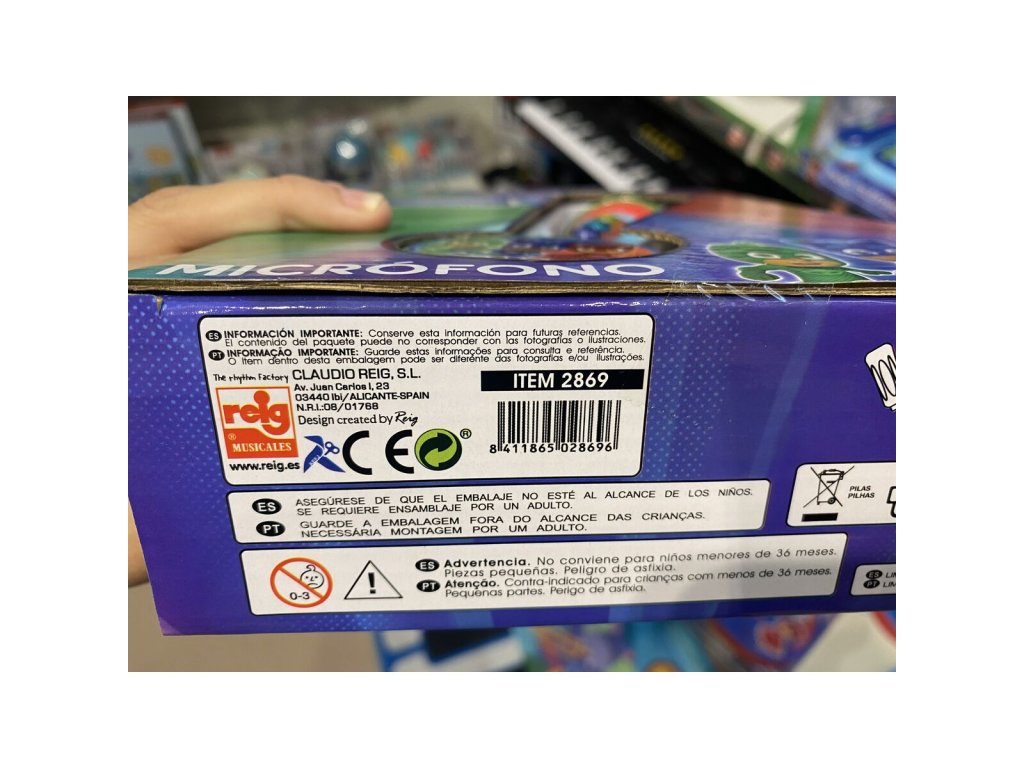 MICRÓFONO
ES INFORMACIÓN IMPORTANTE: Conserve esta información para futuras referencias.
El contenido del paquete puede no corresponder con las fotografías o ilustraciones.
PT INFORMAÇÃO IMPORTANTE: Guarde estas informações para consulta e referência.
O item dentro desta embalagem pode ser diferente das fotografias e/ou ilustrações.
The rhythm Factory CLAUDIO REIG, S.L.
Av. Juan Carlos I, 23
03440 Ibi/ALICANTE-SPAIN
N.R.I.:08/01768
Design created by Reig
ITEM 2869
reig
® MUSICALES
www.reig.es
CE
®
8 411865 028696
ES ASEGÚRESE DE QUE EL EMBALAJE NO ESTÉ AL ALCANCE DE LOS NIÑOS.
SE REQUIERE ENSAMBLAJE POR UN ADULTO.
PT GUARDE A EMBALAGEM FORA DO ALCANCE DAS CRIANÇAS.
NECESSÁRIA MONTAGEM POR UM ADULTO.
PILAS
PILHAS
0-3
!
ES Advertencia. No conviene para niños menores de 36 meses.
Piezas pequeñas. Peligro de asfixia.
PT Atenção. Contra-indicado para crianças com menos de 36 meses.
Pequenas partes. Perigo de asfixia.
ES
PT